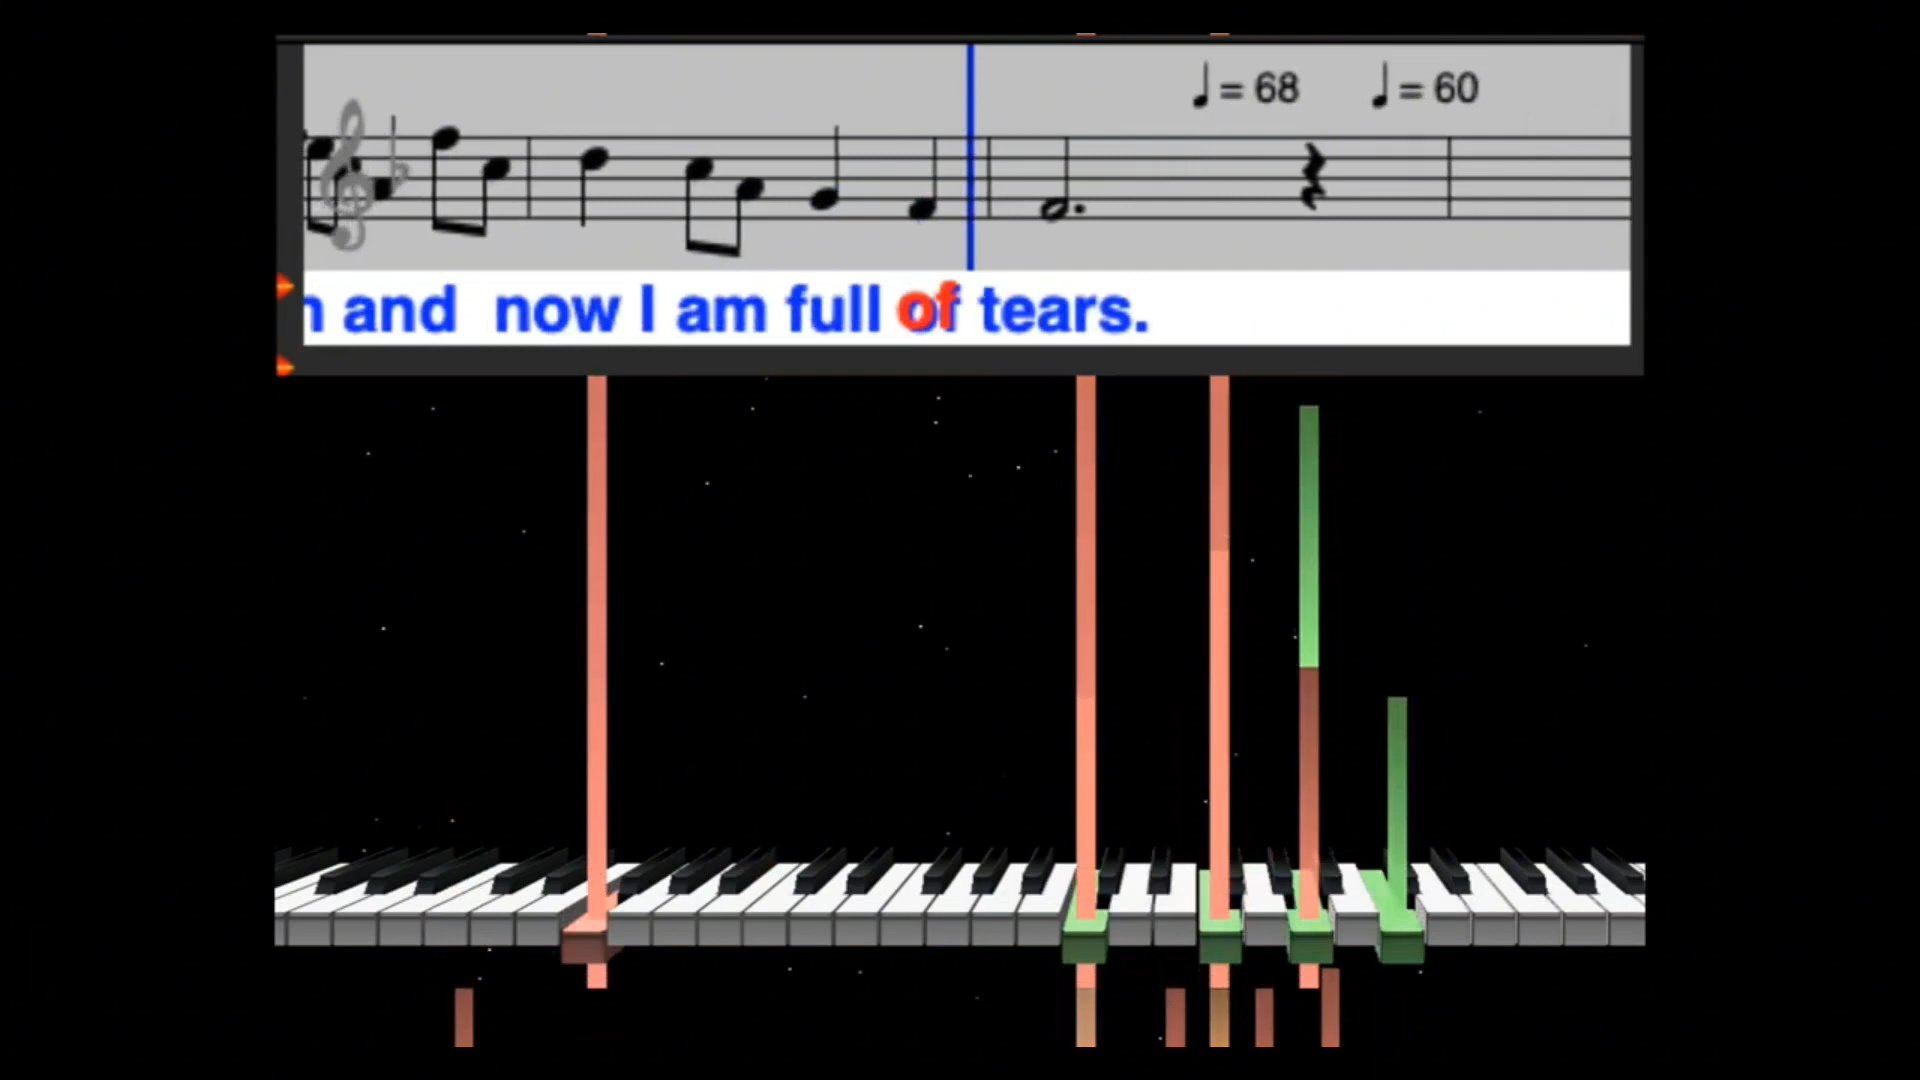 = 68 = 60
and now I am full of tears.